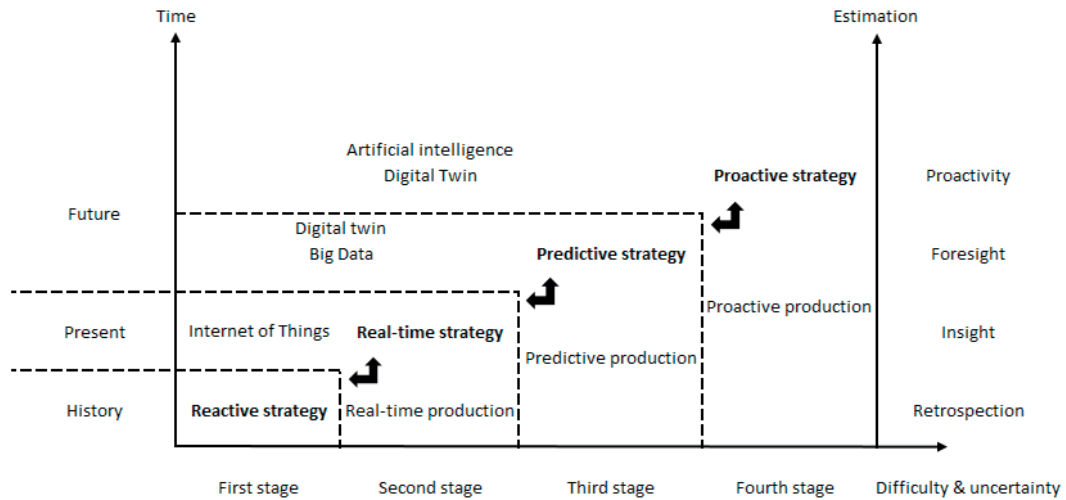 Time
Estimation
Artificial intelligence
Digital Twin
Proactive strategy
Proactivity
Future
Digital twin
Big Data
Predictive strategy
Foresight
Proactive production
Present
Internet of Things
Real-time strategy
Insight
Predictive production
History
Reactive strategy
Real-time production
Retrospection
First stage
Second stage
Third stage
Fourth stage
Difficulty & uncertainty